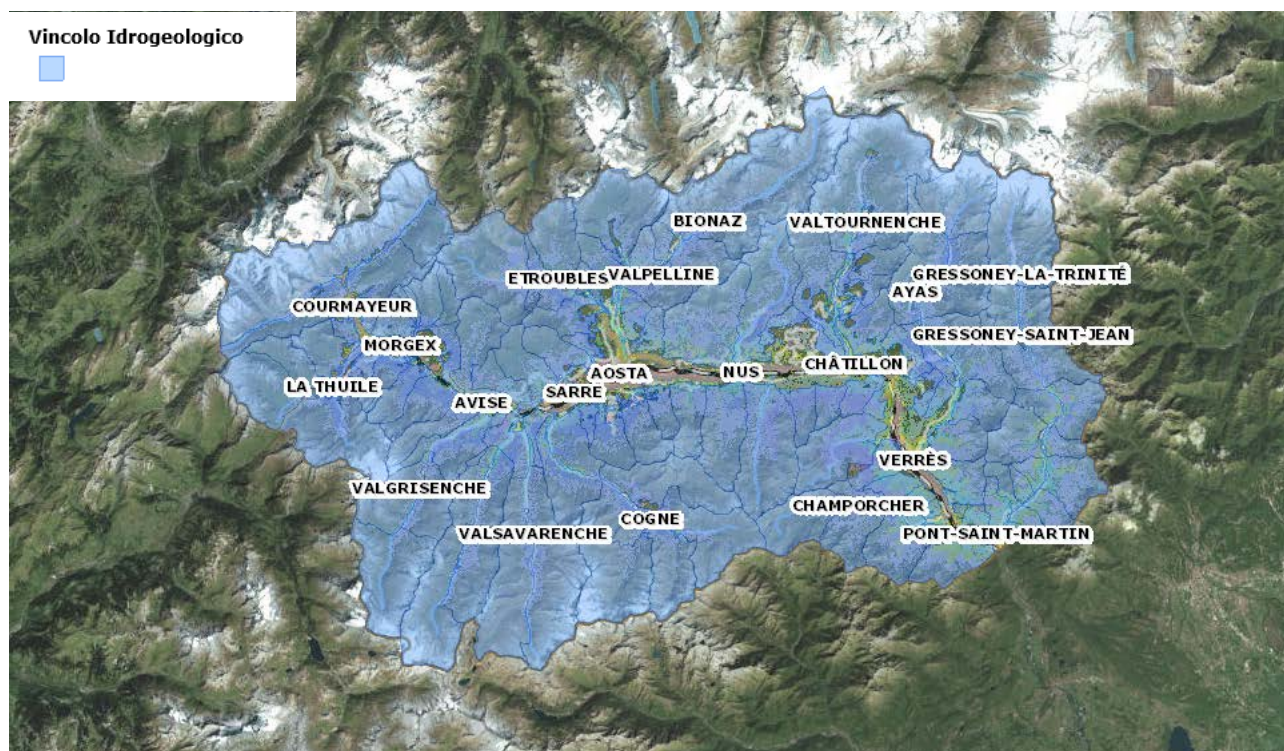 Vincolo Idrogeologico
BIONAZ
VALTOURNENCHE
ETROUBLES
VALPELLINE
GRESSONEY-LA-TRINITÉ
AYAS
COURMAYEUR
GRESSONEY-SAINT-JEAN
MORGEX
CHÂTILLON
LA THUILE
AOSTA
NUS
SARRE
AVISE
VERRÈS
VALGRISENCHE
CHAMPORCHER
COGNE
VALSAVARENCHE
PONT-SAINT-MARTIN